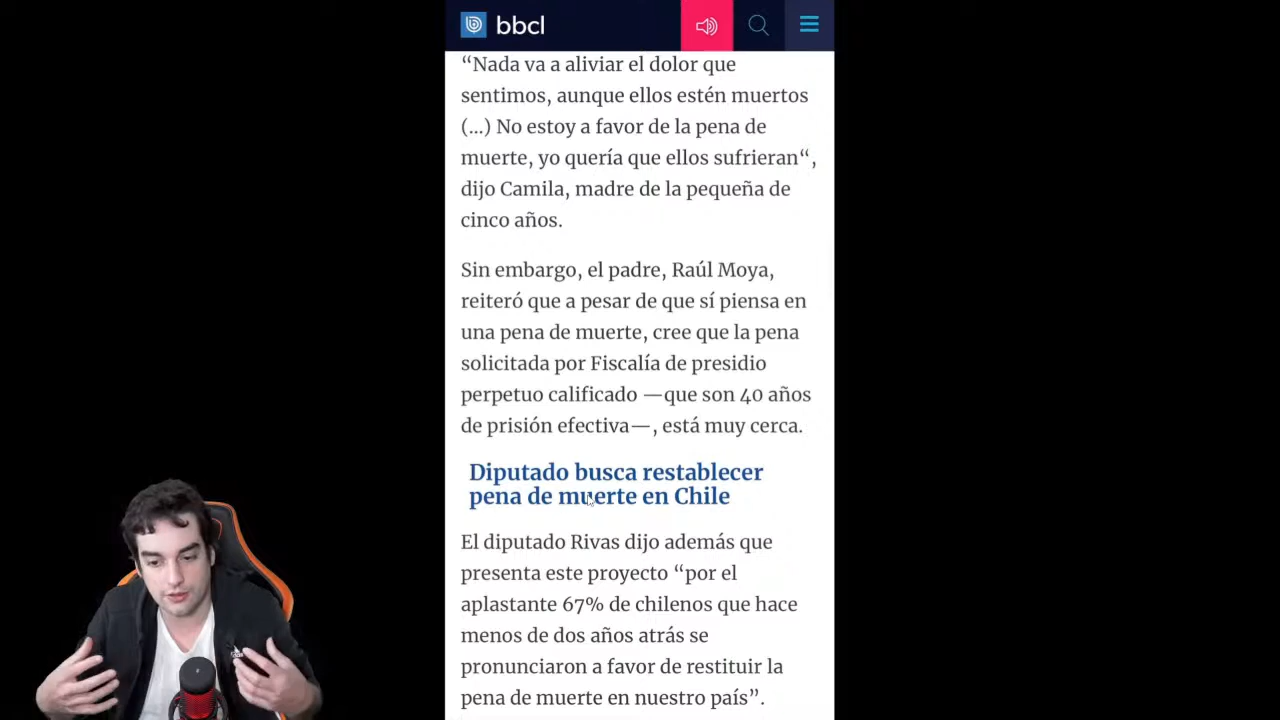 bbcl
“Nada va a aliviar el dolor que
sentimos, aunque ellos estén muertos
(...) No estoy a favor de la pena de
muerte, yo quería que ellos sufrieran“,
dijo Camila, madre de la pequeña de
cinco años.
Sin embargo, el padre, Raúl Moya,
reiteró que a pesar de que sí piensa en
una pena de muerte, cree que la pena
solicitada por Fiscalía de presidio
perpetuo calificado —que son 40 años
de prisión efectiva—, está muy cerca.
Diputado busca restablecer
pena de muerte en Chile
El diputado Rivas dijo además que
presenta este proyecto “por el
aplastante 67% de chilenos que hace
menos de dos años atrás se
pronunciaron a favor de restituir la
pena de muerte en nuestro país”.